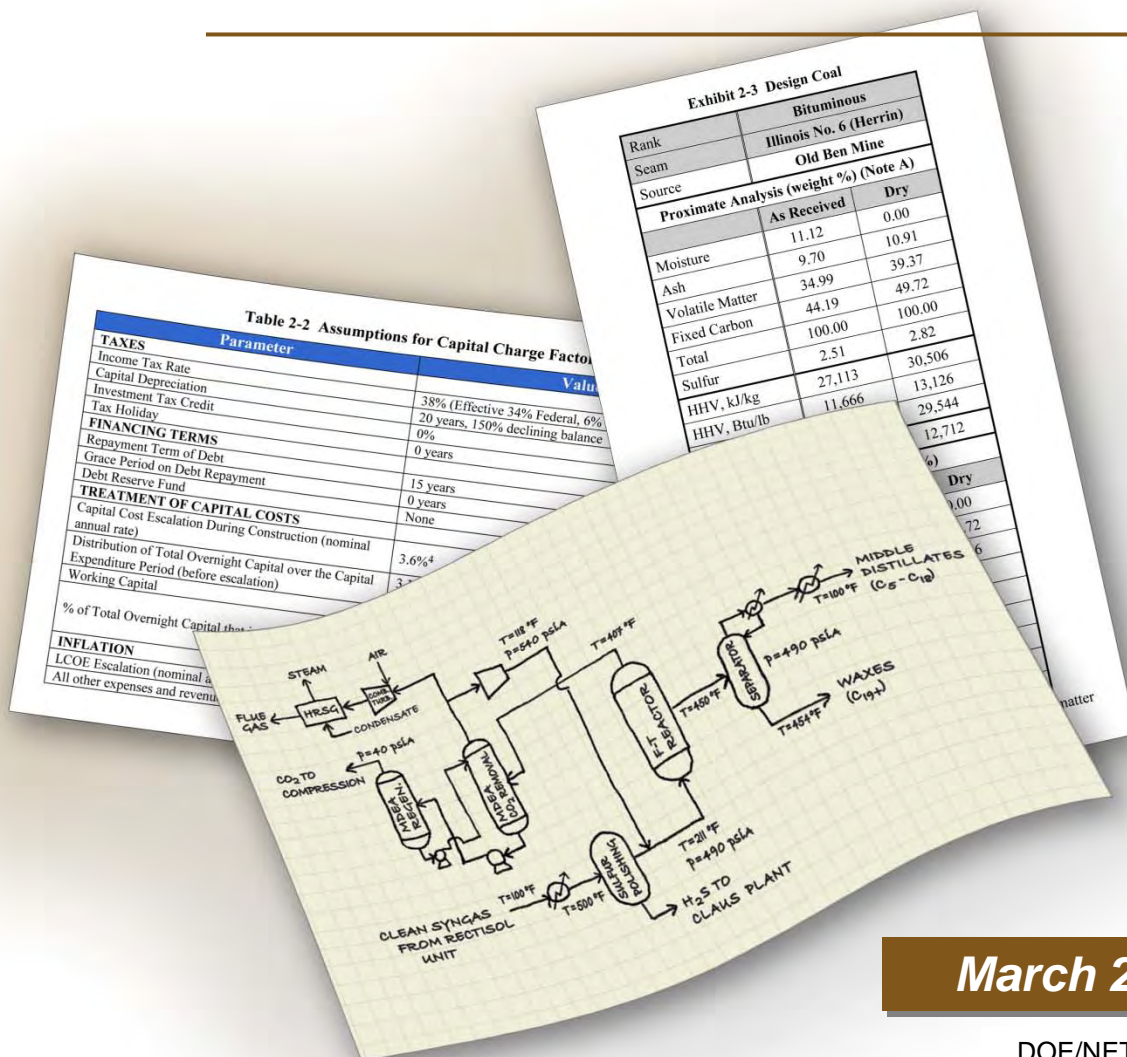 Exhibit 2-3 Design Coal
Rank Bituminous
Seam Illinois No. 6 (Herrin)
Source Old Ben Mine
Proximate Analysis (weight %) (Note A)
As Received Dry
Moisture 11.12 0.00
Ash 9.70 10.91
Volatile Matter 34.99 39.37
Fixed Carbon 44.19 49.72
Total 100.00 100.00
Sulfur 2.51 2.82
HHV, kJ/kg 27,113 30,506
HHV, Btu/lb 11,666 13,126
29,544
12,712
%)
Dry
.00
72
6
matter
Table 2-2 Assumptions for Capital Charge Factor
Parameter Valu
TAXES
Income Tax Rate 38% (Effective 34% Federal, 6%
Capital Depreciation 20 years, 150% declining balance
Investment Tax Credit 0%
Tax Holiday 0 years
FINANCING TERMS
Repayment Term of Debt 15 years
Grace Period on Debt Repayment 0 years
Debt Reserve Fund None
TREATMENT OF CAPITAL COSTS
Capital Cost Escalation During Construction (nominal
annual rate) 3.6%⁴
Distribution of Total Overnight Capital over the Capital
Expenditure Period (before escalation)
Working Capital
% of Total Overnight Capital that
INFLATION
LCOE Escalation (nominal a
All other expenses and revenu
STEAM
AIR
FLUE
GAS
HRSG
COMB
TURB.
CONDENSATE
T=118°F
P=540 psia
T=407°F
P=40 psia
CO₂ TO
COMPRESSION
MDEA
REGEN.
MDEA
CO₂ REMOVAL
F-T
REACTOR
T=450°F
SEPARATOR
P=490 psia
T=100°F
MIDDLE
DISTILLATES
(C₅-C₁₈)
WAXES
(C₁₉+)
T=454°F
CLEAN SYNGAS
FROM RECTISOL
UNIT
T=100°F
T=500°F
SULFUR
POLISHING
T=211°F
P=490 psia
H₂S TO
CLAUS PLANT
March 2
DOE/NET